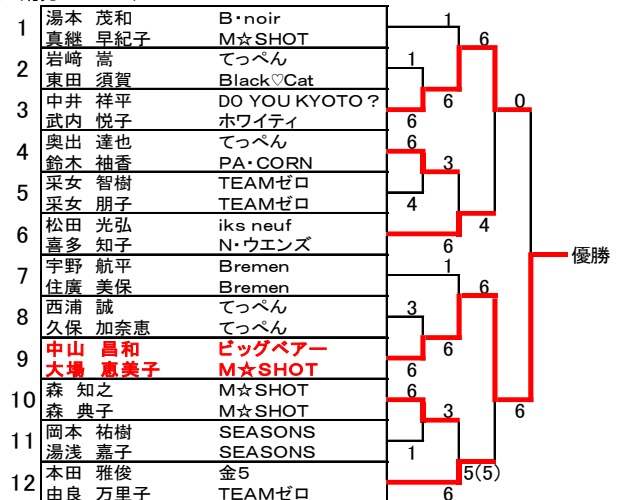 1 湯本 茂和 B・noir
真継 早紀子 M☆SHOT
2 岩﨑 嵩 てっぺん
東田 須賀 Black♡Cat
3 中井 祥平 DO YOU KYOTO？
武内 悦子 ホワイティ
4 奥出 達也 てっぺん
鈴木 袖香 PA・CORN
5 采女 智樹 TEAMゼロ
采女 朋子 TEAMゼロ
6 松田 光弘 iks neuf
喜多 知子 N・ウエンズ
7 宇野 航平 Bremen
住廣 美保 Bremen
8 西浦 誠 てっぺん
久保 加奈恵 てっぺん
9 中山 昌和 ビッグベアー
大場 恵美子 M☆SHOT
10 森 知之 M☆SHOT
森 典子 M☆SHOT
11 岡本 祐樹 SEASONS
湯浅 嘉子 SEASONS
12 本田 雅俊 金5
由良 万里子 TEAMゼロ
1
6
1
6
6
0
6
3
4
4
6
優勝
1
6
3
6
6
6
6
3
1
5(5)
6